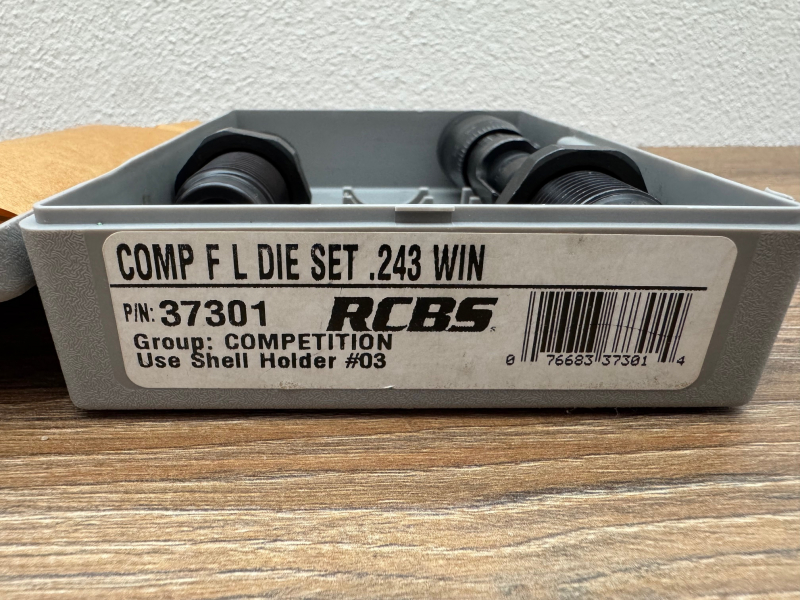 COMP F L DIE SET .243 WIN
P/N: 37301
RCBS
Group: COMPETITION
Use Shell Holder #03
0 76683 37301 4